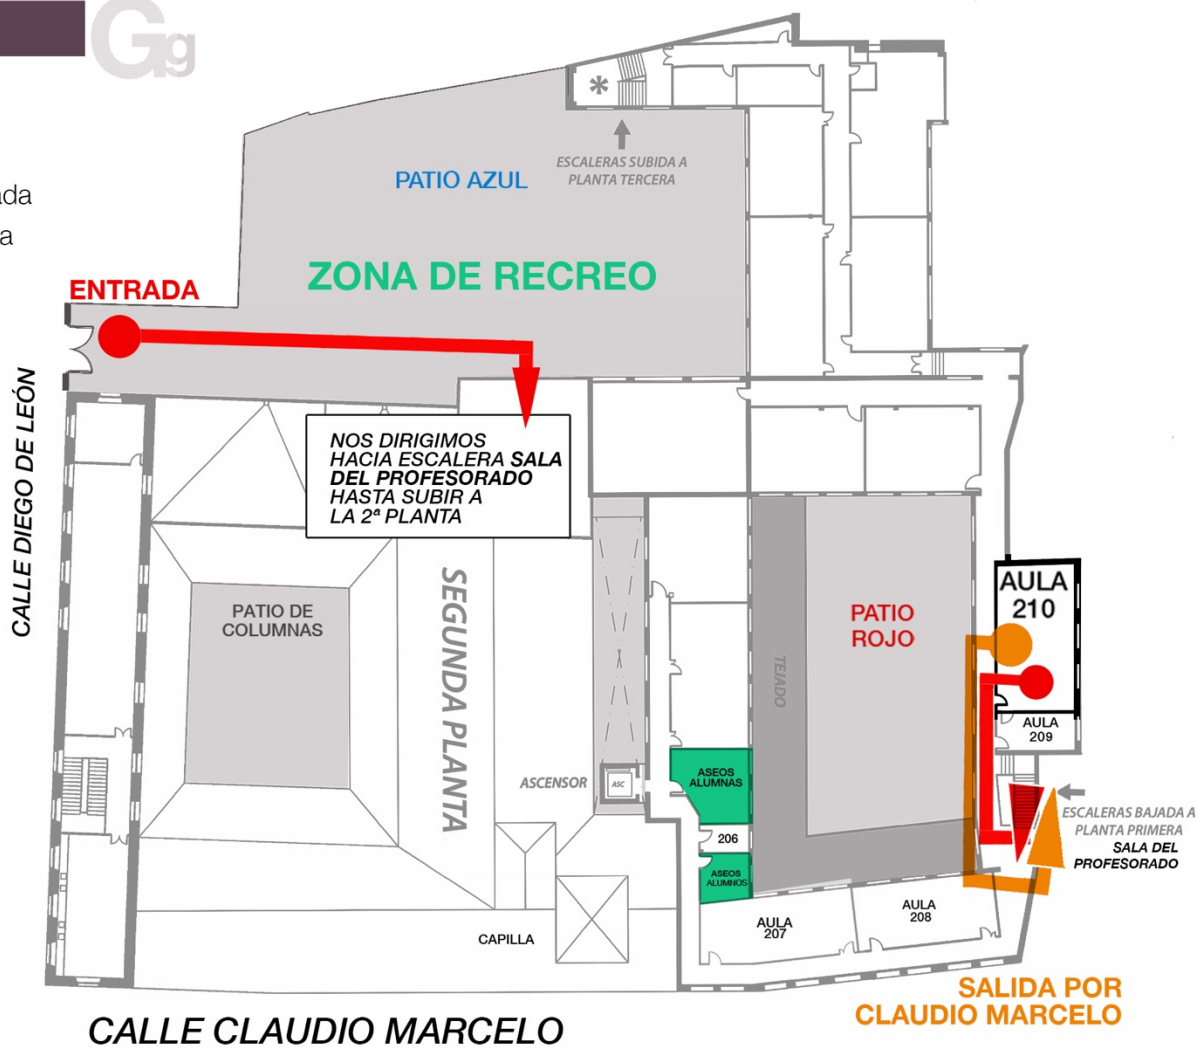 Gg
ada
a
*
ESCALERAS SUBIDA A
PLANTA TERCERA
PATIO AZUL
ZONA DE RECREO
ENTRADA
CALLE DIEGO DE LEÓN
NOS DIRIGIMOS
HACIA ESCALERA SALA
DEL PROFESORADO
HASTA SUBIR A
LA 2ª PLANTA
PATIO DE
COLUMNAS
SEGUNDA PLANTA
ASCENSOR
ASC
TEJADO
PATIO
ROJO
AULA
210
AULA
209
ASEOS
ALUMNAS
206
ASEOS
ALUMNOS
ESCALERAS BAJADA A
PLANTA PRIMERA
SALA DEL
PROFESORADO
AULA
207
AULA
208
CAPILLA
SALIDA POR
CLAUDIO MARCELO
CALLE CLAUDIO MARCELO